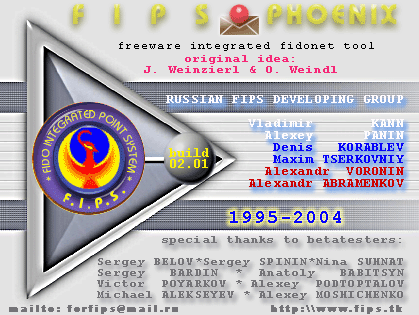 FIPS PHOENIX
freeware integrated fidonet tool
original idea:
J. Weinzierl & O. Weindl
RUSSIAN FIPS DEVELOPING GROUP
Vladimir KANN
Alexey PANIN
Denis KORABLEV
Maxim TSERKOVNIY
Alexandr VORONIN
Alexandr ABRAMENKOV
* FIDO INTEGRATED POINT SYSTEM *
F.I.P.S.
build
02.01
1995-2004
special thanks to betatesters:
Sergey BELOV*Sergey SPININ*Nina SUHNAT
Sergey BARDIN * Anatoly BABITSYN
Victor POYARKOV * Alexey PODTOPTALOV
Michael ALEKSEYEV * Alexey MOSHICHENKO
mailto: forfips@mail.ru http://www.fips.tk